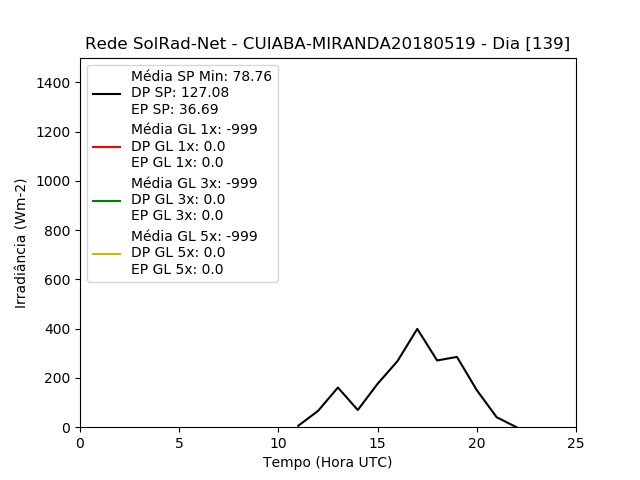 Rede SolRad-Net - CUIABA-MIRANDA20180519 - Dia [139]
Média SP Min: 78.76
DP SP: 127.08
EP SP: 36.69
Média GL 1x: -999
DP GL 1x: 0.0
EP GL 1x: 0.0
Média GL 3x: -999
DP GL 3x: 0.0
EP GL 3x: 0.0
Média GL 5x: -999
DP GL 5x: 0.0
EP GL 5x: 0.0
Irradiância (Wm-2)
1400
1200
1000
800
600
400
200
0
0 5 10 15 20 25
Tempo (Hora UTC)